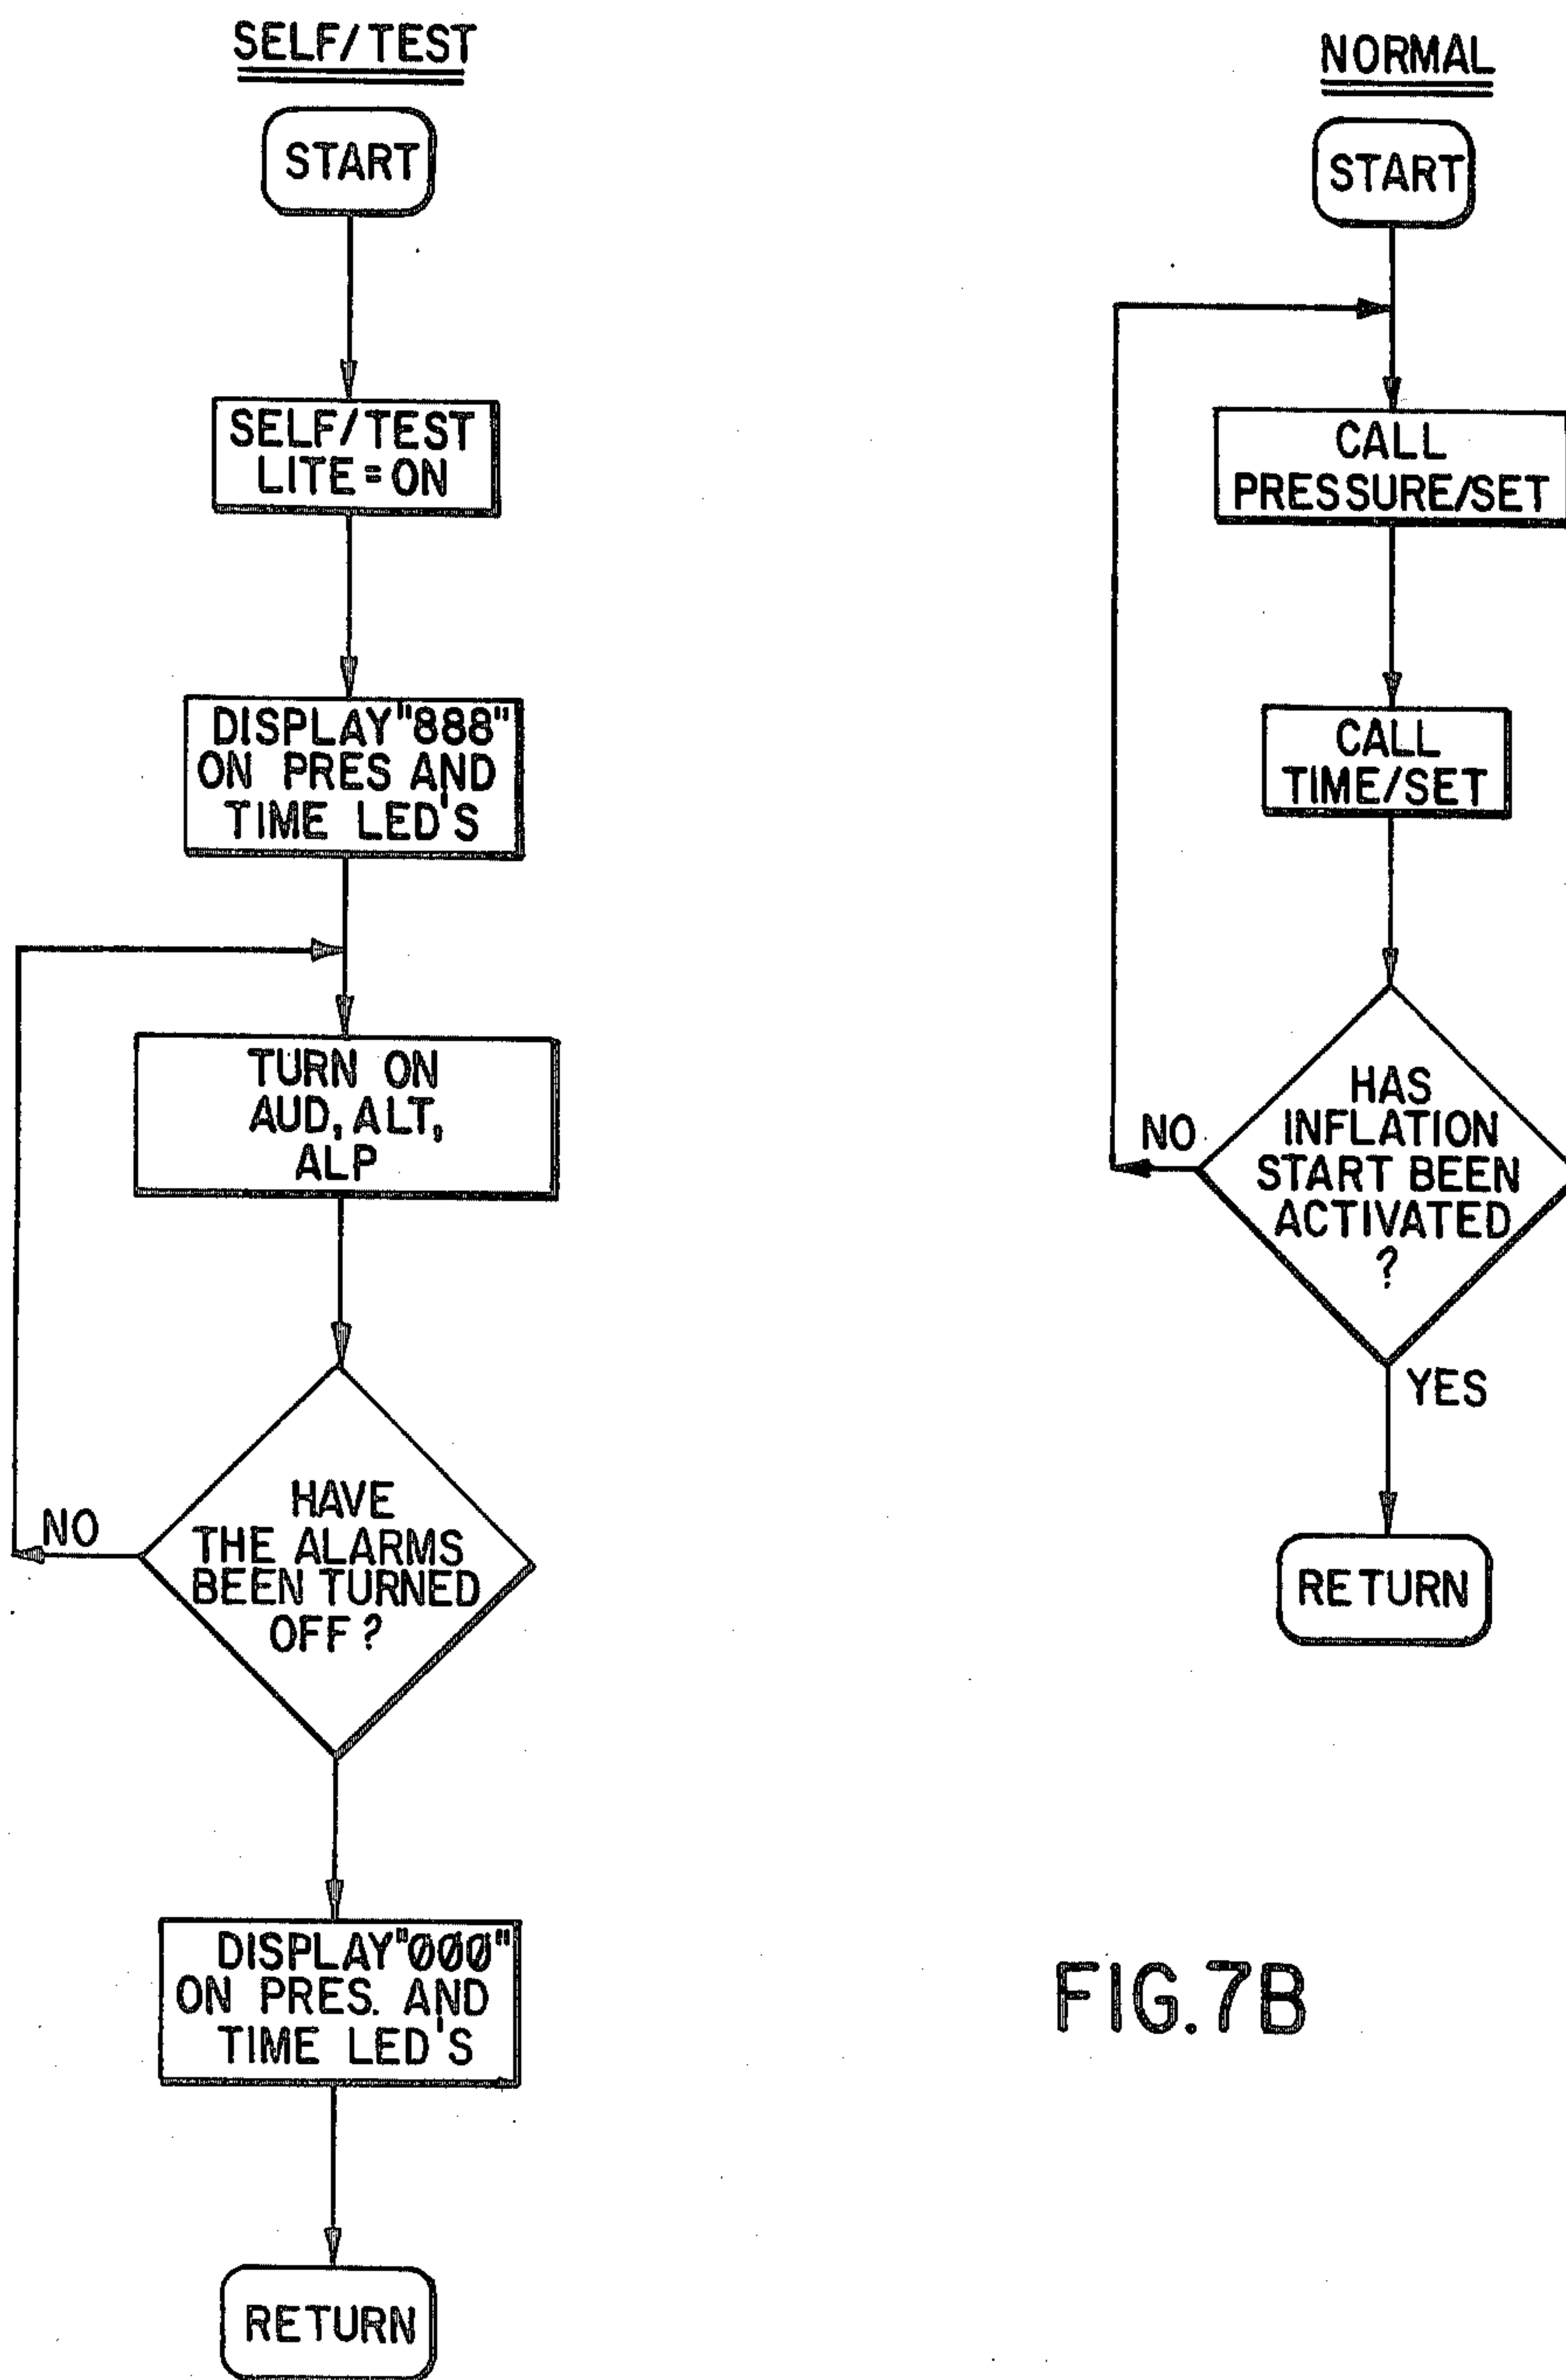 SELF/TEST
START
SELF/TEST
LITE=ON
DISPLAY"888"
ON PRES AND
TIME LED'S
TURN ON
AUD, ALT,
ALP
HAVE
THE ALARMS
BEEN TURNED
OFF?
NO
DISPLAY"000"
ON PRES. AND
TIME LED'S
RETURN
NORMAL
START
CALL
PRESSURE/SET
CALL
TIME/SET
HAS
INFLATION
START BEEN
ACTIVATED
?
NO
YES
RETURN
FIG.7B